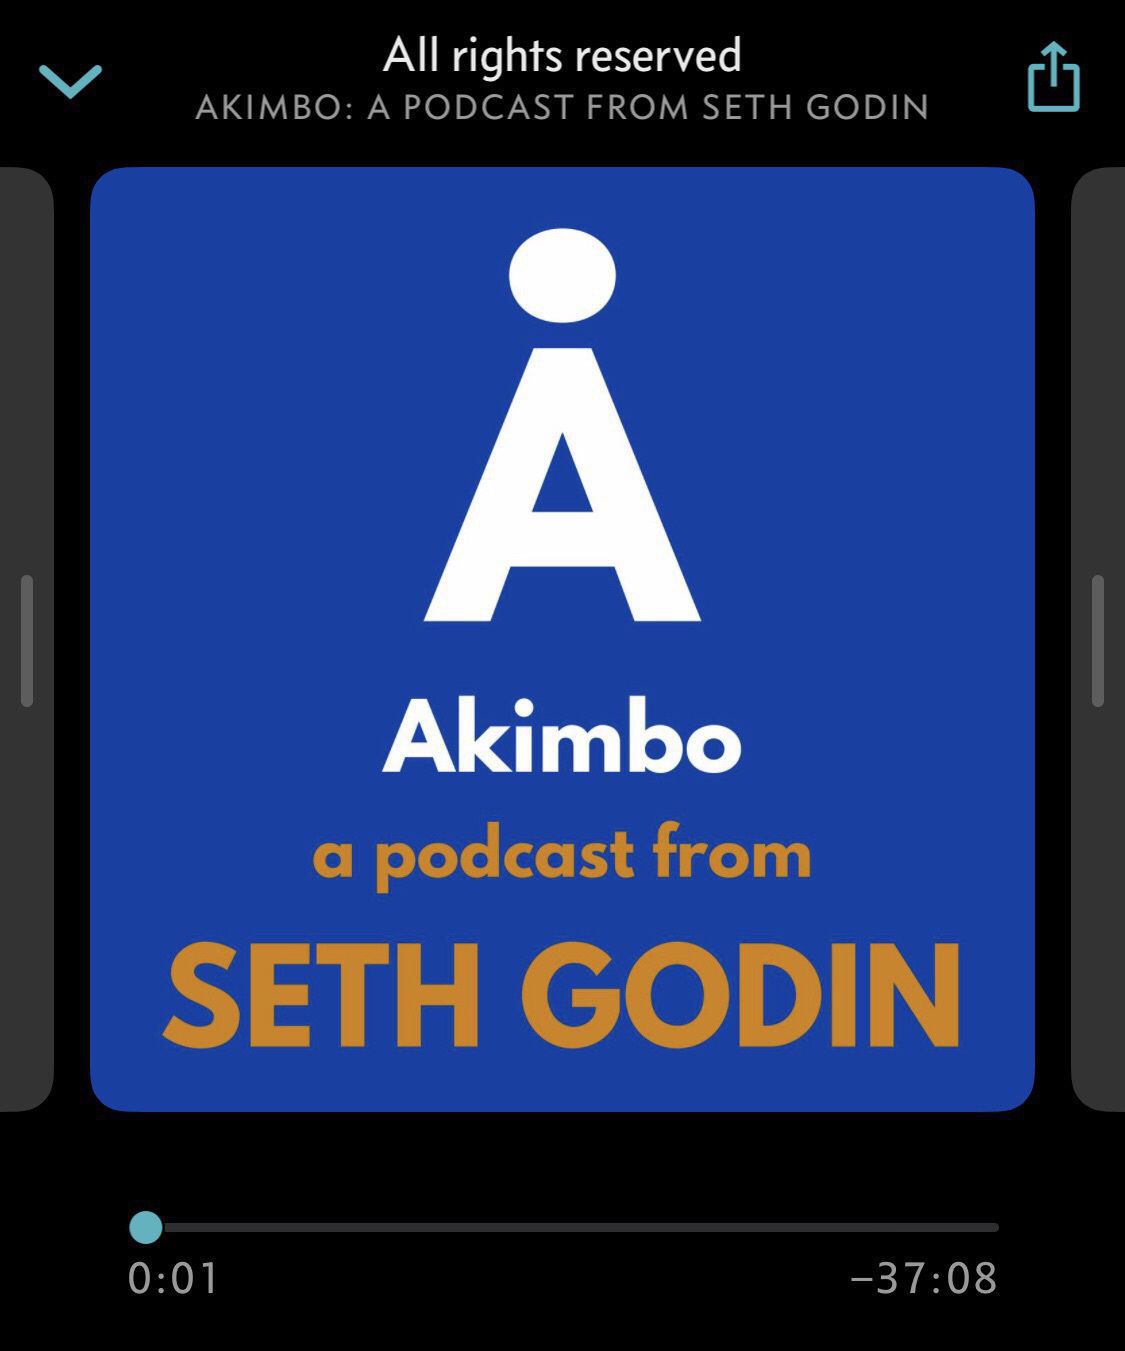 All rights reserved
AKIMBO: A PODCAST FROM SETH GODIN
Å
Akimbo
a podcast from
SETH GODIN
0:01
–37:08